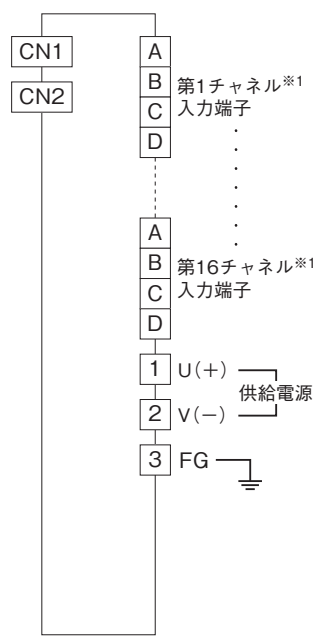 CN1
CN2
A
B
C
D
第1チャネル※1
入力端子
A
B
C
D
第16チャネル※1
入力端子
1 U(+)
供給電源
2 V(−)
3 FG